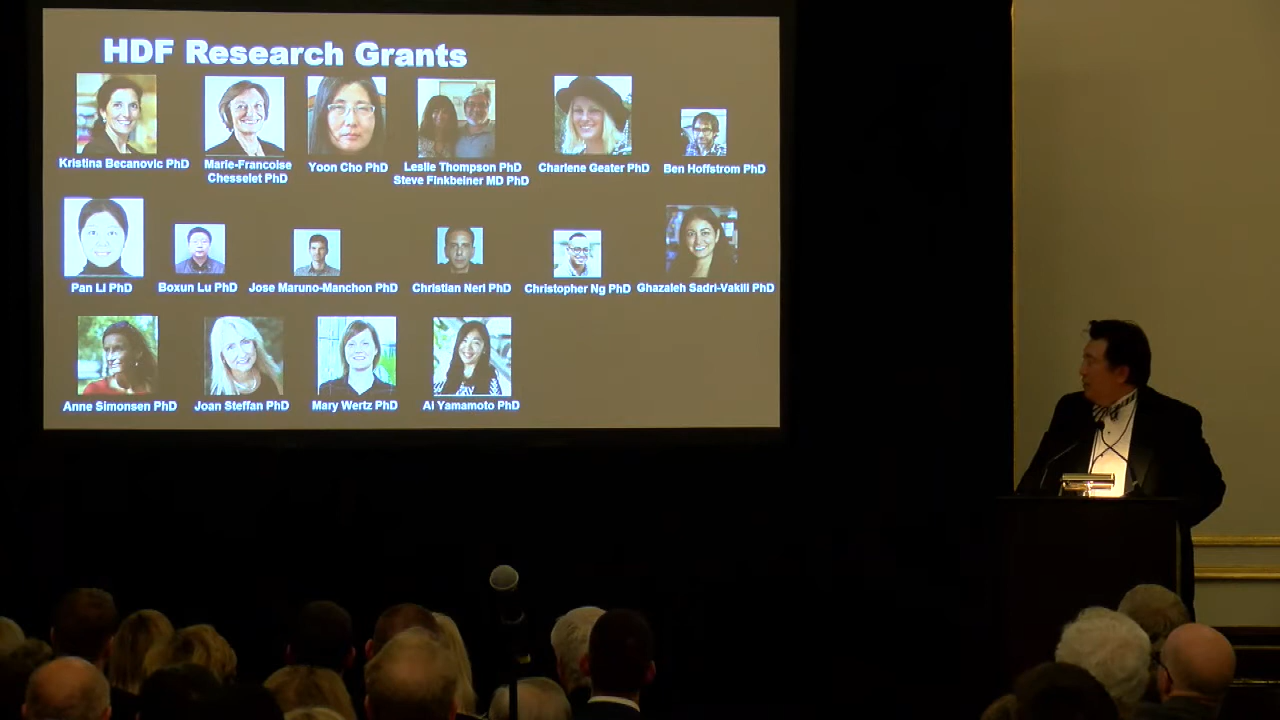 HDF Research Grants
Kristina Becanovic PhD
Marie-Francoise
Chesselet PhD
Yoon Cho PhD
Leslie Thompson PhD
Steve Finkbeiner MD PhD
Charlene Geater PhD
Ben Hoffstrom PhD
Pan Li PhD
Boxun Lu PhD
Jose Maruno-Manchon PhD
Christian Neri PhD
Christopher Ng PhD
Ghazaleh Sadri-Vakili PhD
Anne Simonsen PhD
Joan Steffan PhD
Mary Wertz PhD
Ai Yamamoto PhD